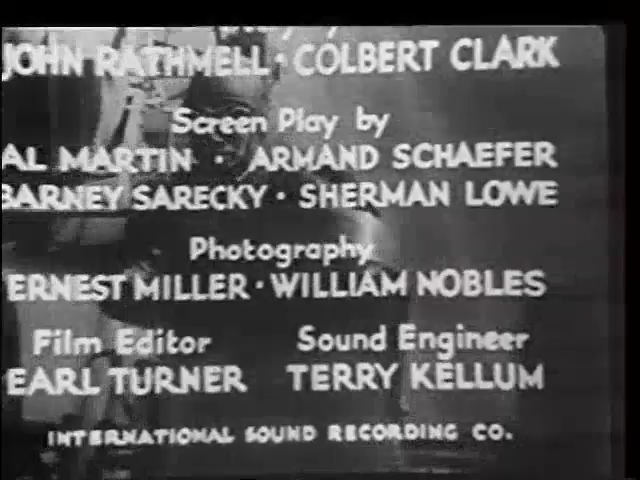 JOHN RATHMELL · COLBERT CLARK
Screen Play by
AL MARTIN · ARMAND SCHAEFER
BARNEY SARECKY · SHERMAN LOWE
Photography
ERNEST MILLER · WILLIAM NOBLES
Film Editor Sound Engineer
EARL TURNER TERRY KELLUM
INTERNATIONAL SOUND RECORDING CO.